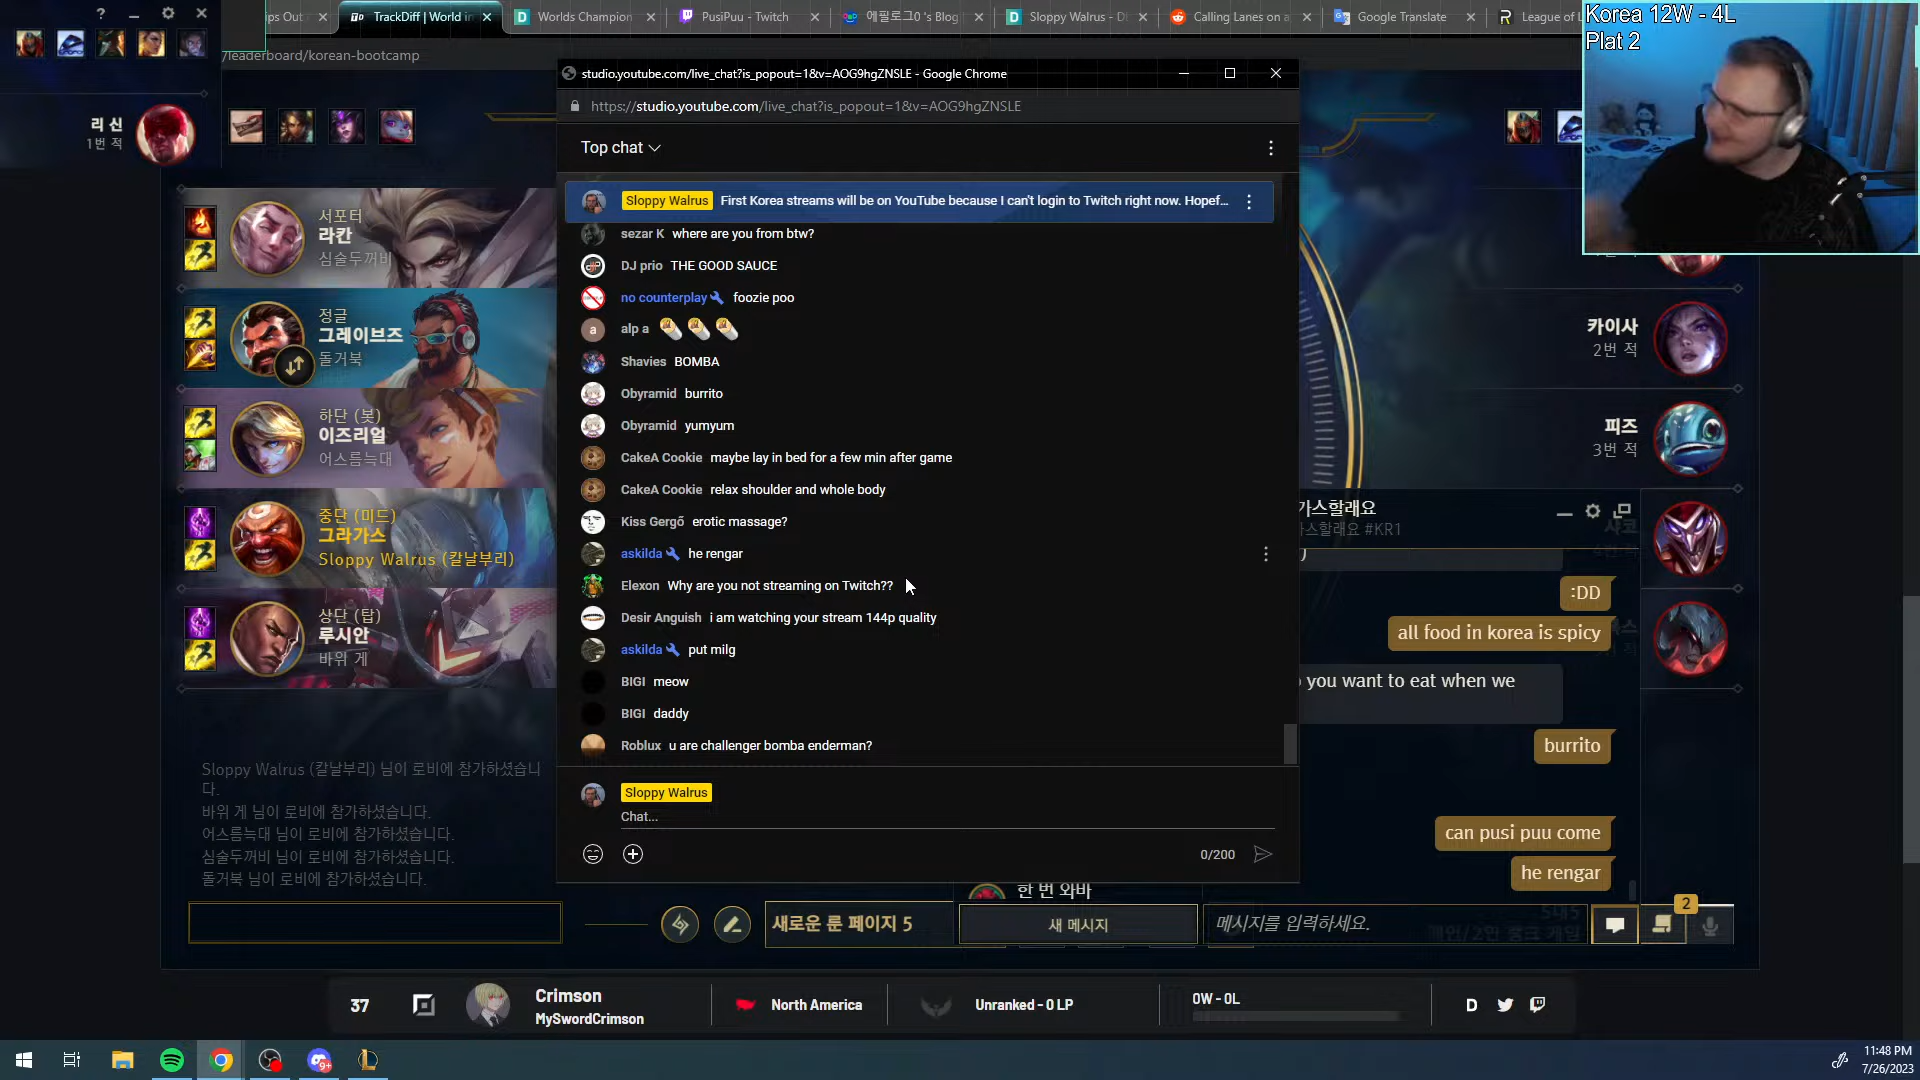 ips Out
TrackDiff | World in
Worlds Champion
PusiPuu - Twitch
에팔로그0 's Blog
Sloppy Walrus - D
Calling Lanes on a
Google Translate
League of L
/leaderboard/korean-bootcamp
Korea 12W - 4L
Plat 2
studio.youtube.com/live_chat?is_popout=1&v=AOG9hgZNSLE - Google Chrome
https://studio.youtube.com/live_chat?is_popout=1&v=AOG9hgZNSLE
Top chat
Sloppy Walrus First Korea streams will be on YouTube because I can't login to Twitch right now. Hopef...
sezar K where are you from btw?
DJ prio THE GOOD SAUCE
no counterplay foozie poo
alp a
Shavies BOMBA
Obyramid burrito
Obyramid yumyum
CakeA Cookie maybe lay in bed for a few min after game
CakeA Cookie relax shoulder and whole body
Kiss Gergő erotic massage?
askilda he rengar
Elexon Why are you not streaming on Twitch??
Desir Anguish i am watching your stream 144p quality
askilda put milg
BIGI meow
BIGI daddy
Roblux u are challenger bomba enderman?
Sloppy Walrus
Chat...
0/200
리 신
1번 적
서포터
라칸
심술두꺼비
정글
그레이브즈
돌거북
하단 (봇)
이즈리얼
어스름늑대
중단 (미드)
그라가스
Sloppy Walrus (칼날부리)
상단 (탑)
루시안
바위 게
Sloppy Walrus (칼날부리) 님이 로비에 참가하셨습니
다.
바위 게 님이 로비에 참가하셨습니다.
어스름늑대 님이 로비에 참가하셨습니다.
심술두꺼비 님이 로비에 참가하셨습니다.
돌거북 님이 로비에 참가하셨습니다.
카이사
2번 적
피즈
3번 적
가스할래요
스할래요 #KR1
:DD
all food in korea is spicy
you want to eat when we
burrito
can pusi puu come
he rengar
한 번 와바
새로운 룬 페이지 5
새 메시지
메시지를 입력하세요.
2
37
Crimson
MySwordCrimson
North America
Unranked - 0 LP
0W - 0L
D
9+
11:48 PM
7/26/2023